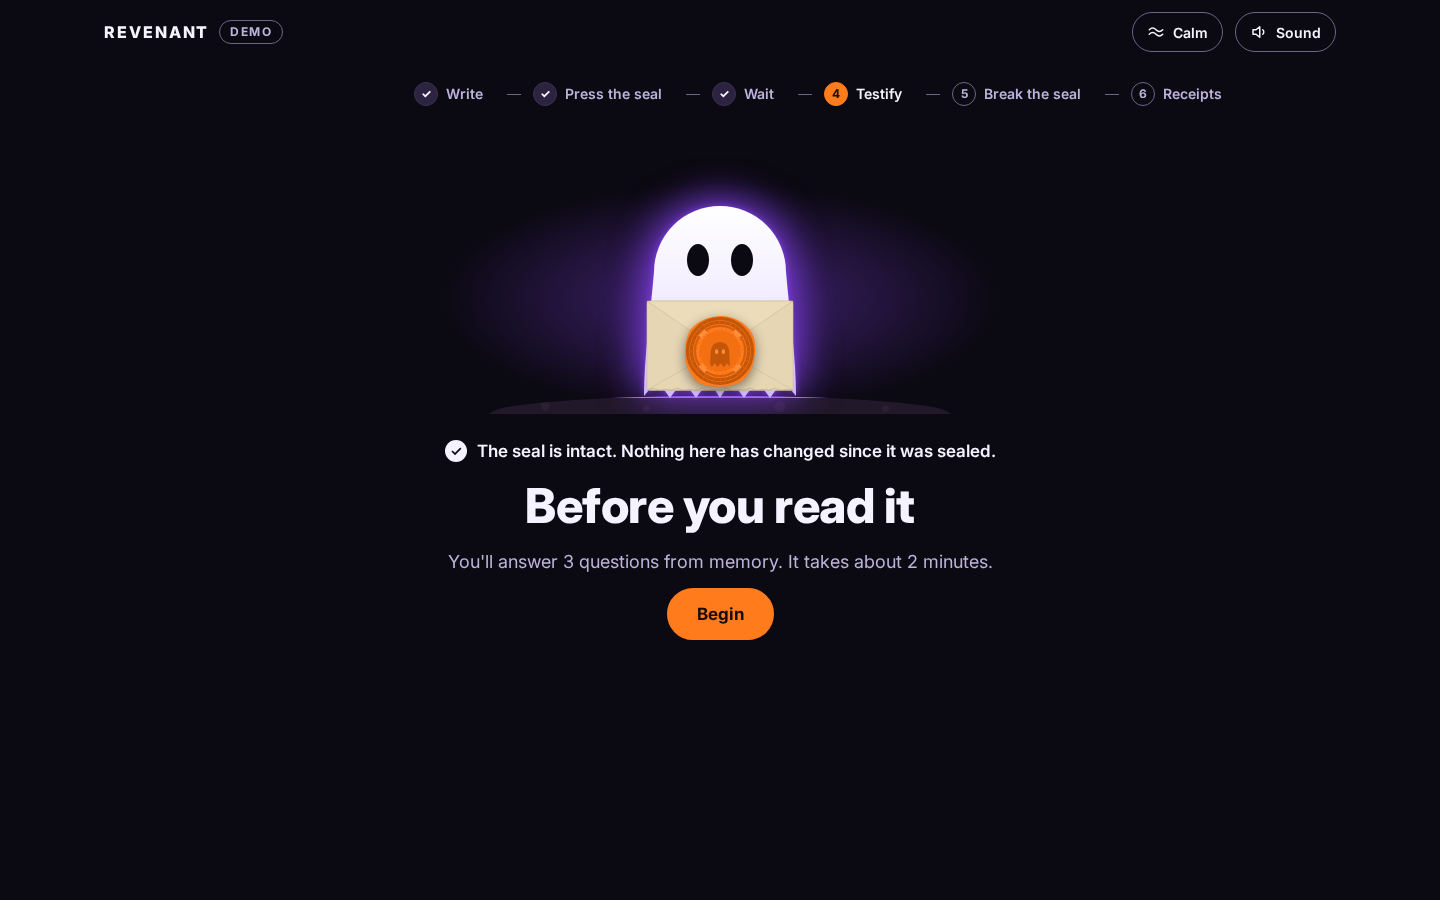 REVENANT DEMO
Calm Sound
Write Press the seal Wait 4 Testify 5 Break the seal 6 Receipts
The seal is intact. Nothing here has changed since it was sealed.
Before you read it
You'll answer 3 questions from memory. It takes about 2 minutes.
Begin